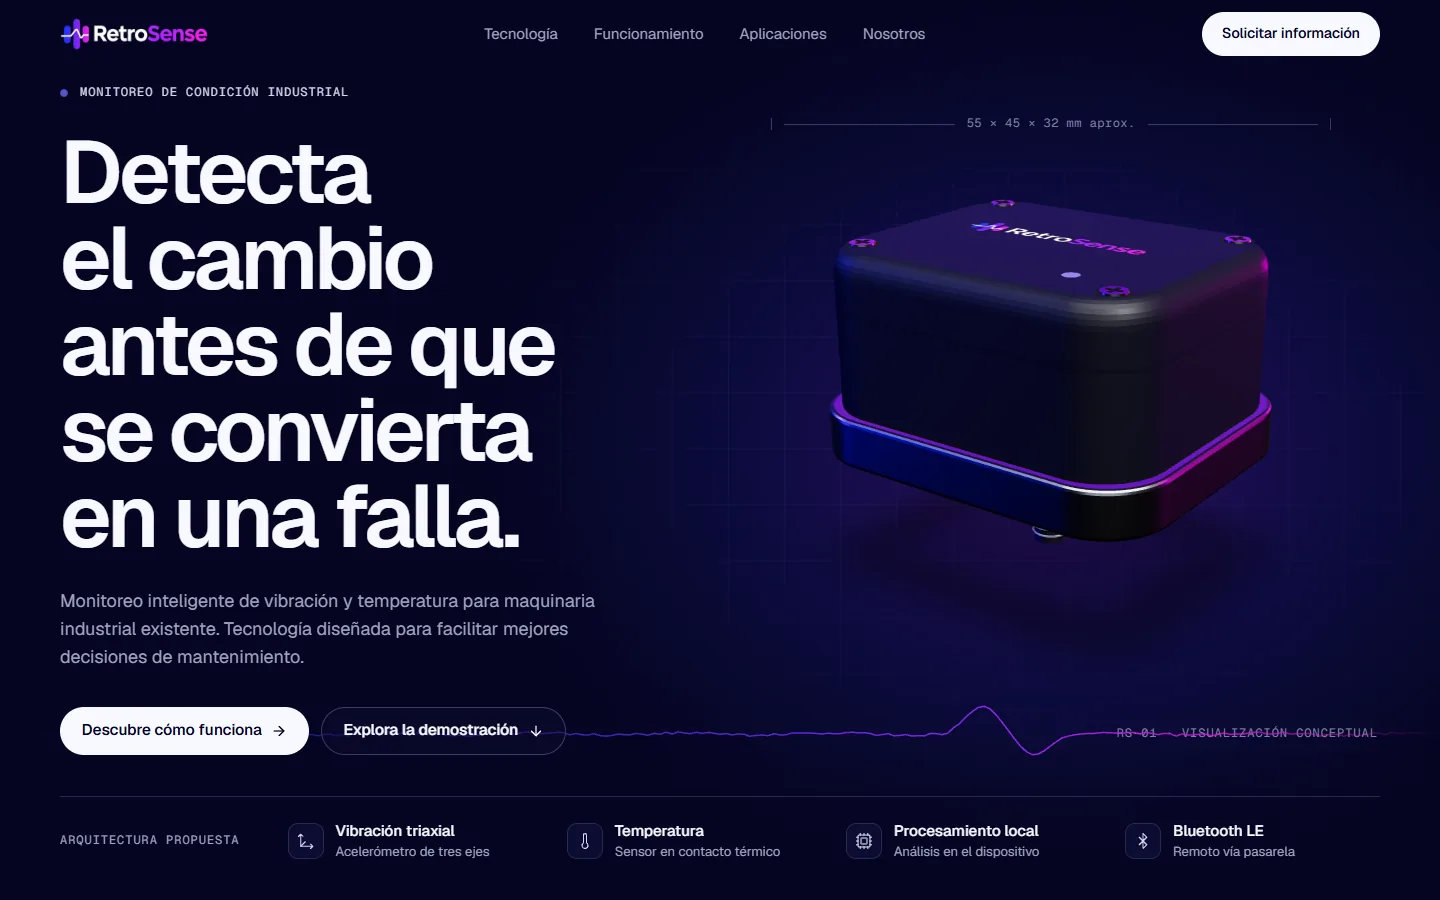 RetroSense
Tecnología
Funcionamiento
Aplicaciones
Nosotros
Solicitar información
MONITOREO DE CONDICIÓN INDUSTRIAL
Detecta
el cambio
antes de que
se convierta
en una falla.
Monitoreo inteligente de vibración y temperatura para maquinaria
industrial existente. Tecnología diseñada para facilitar mejores
decisiones de mantenimiento.
Descubre cómo funciona →
Explora la demostración ↓
55 × 45 × 32 mm aprox.
RetroSense
RS-01 VISUALIZACIÓN CONCEPTUAL
ARQUITECTURA PROPUESTA
Vibración triaxial
Acelerómetro de tres ejes
Temperatura
Sensor en contacto térmico
Procesamiento local
Análisis en el dispositivo
Bluetooth LE
Remoto vía pasarela